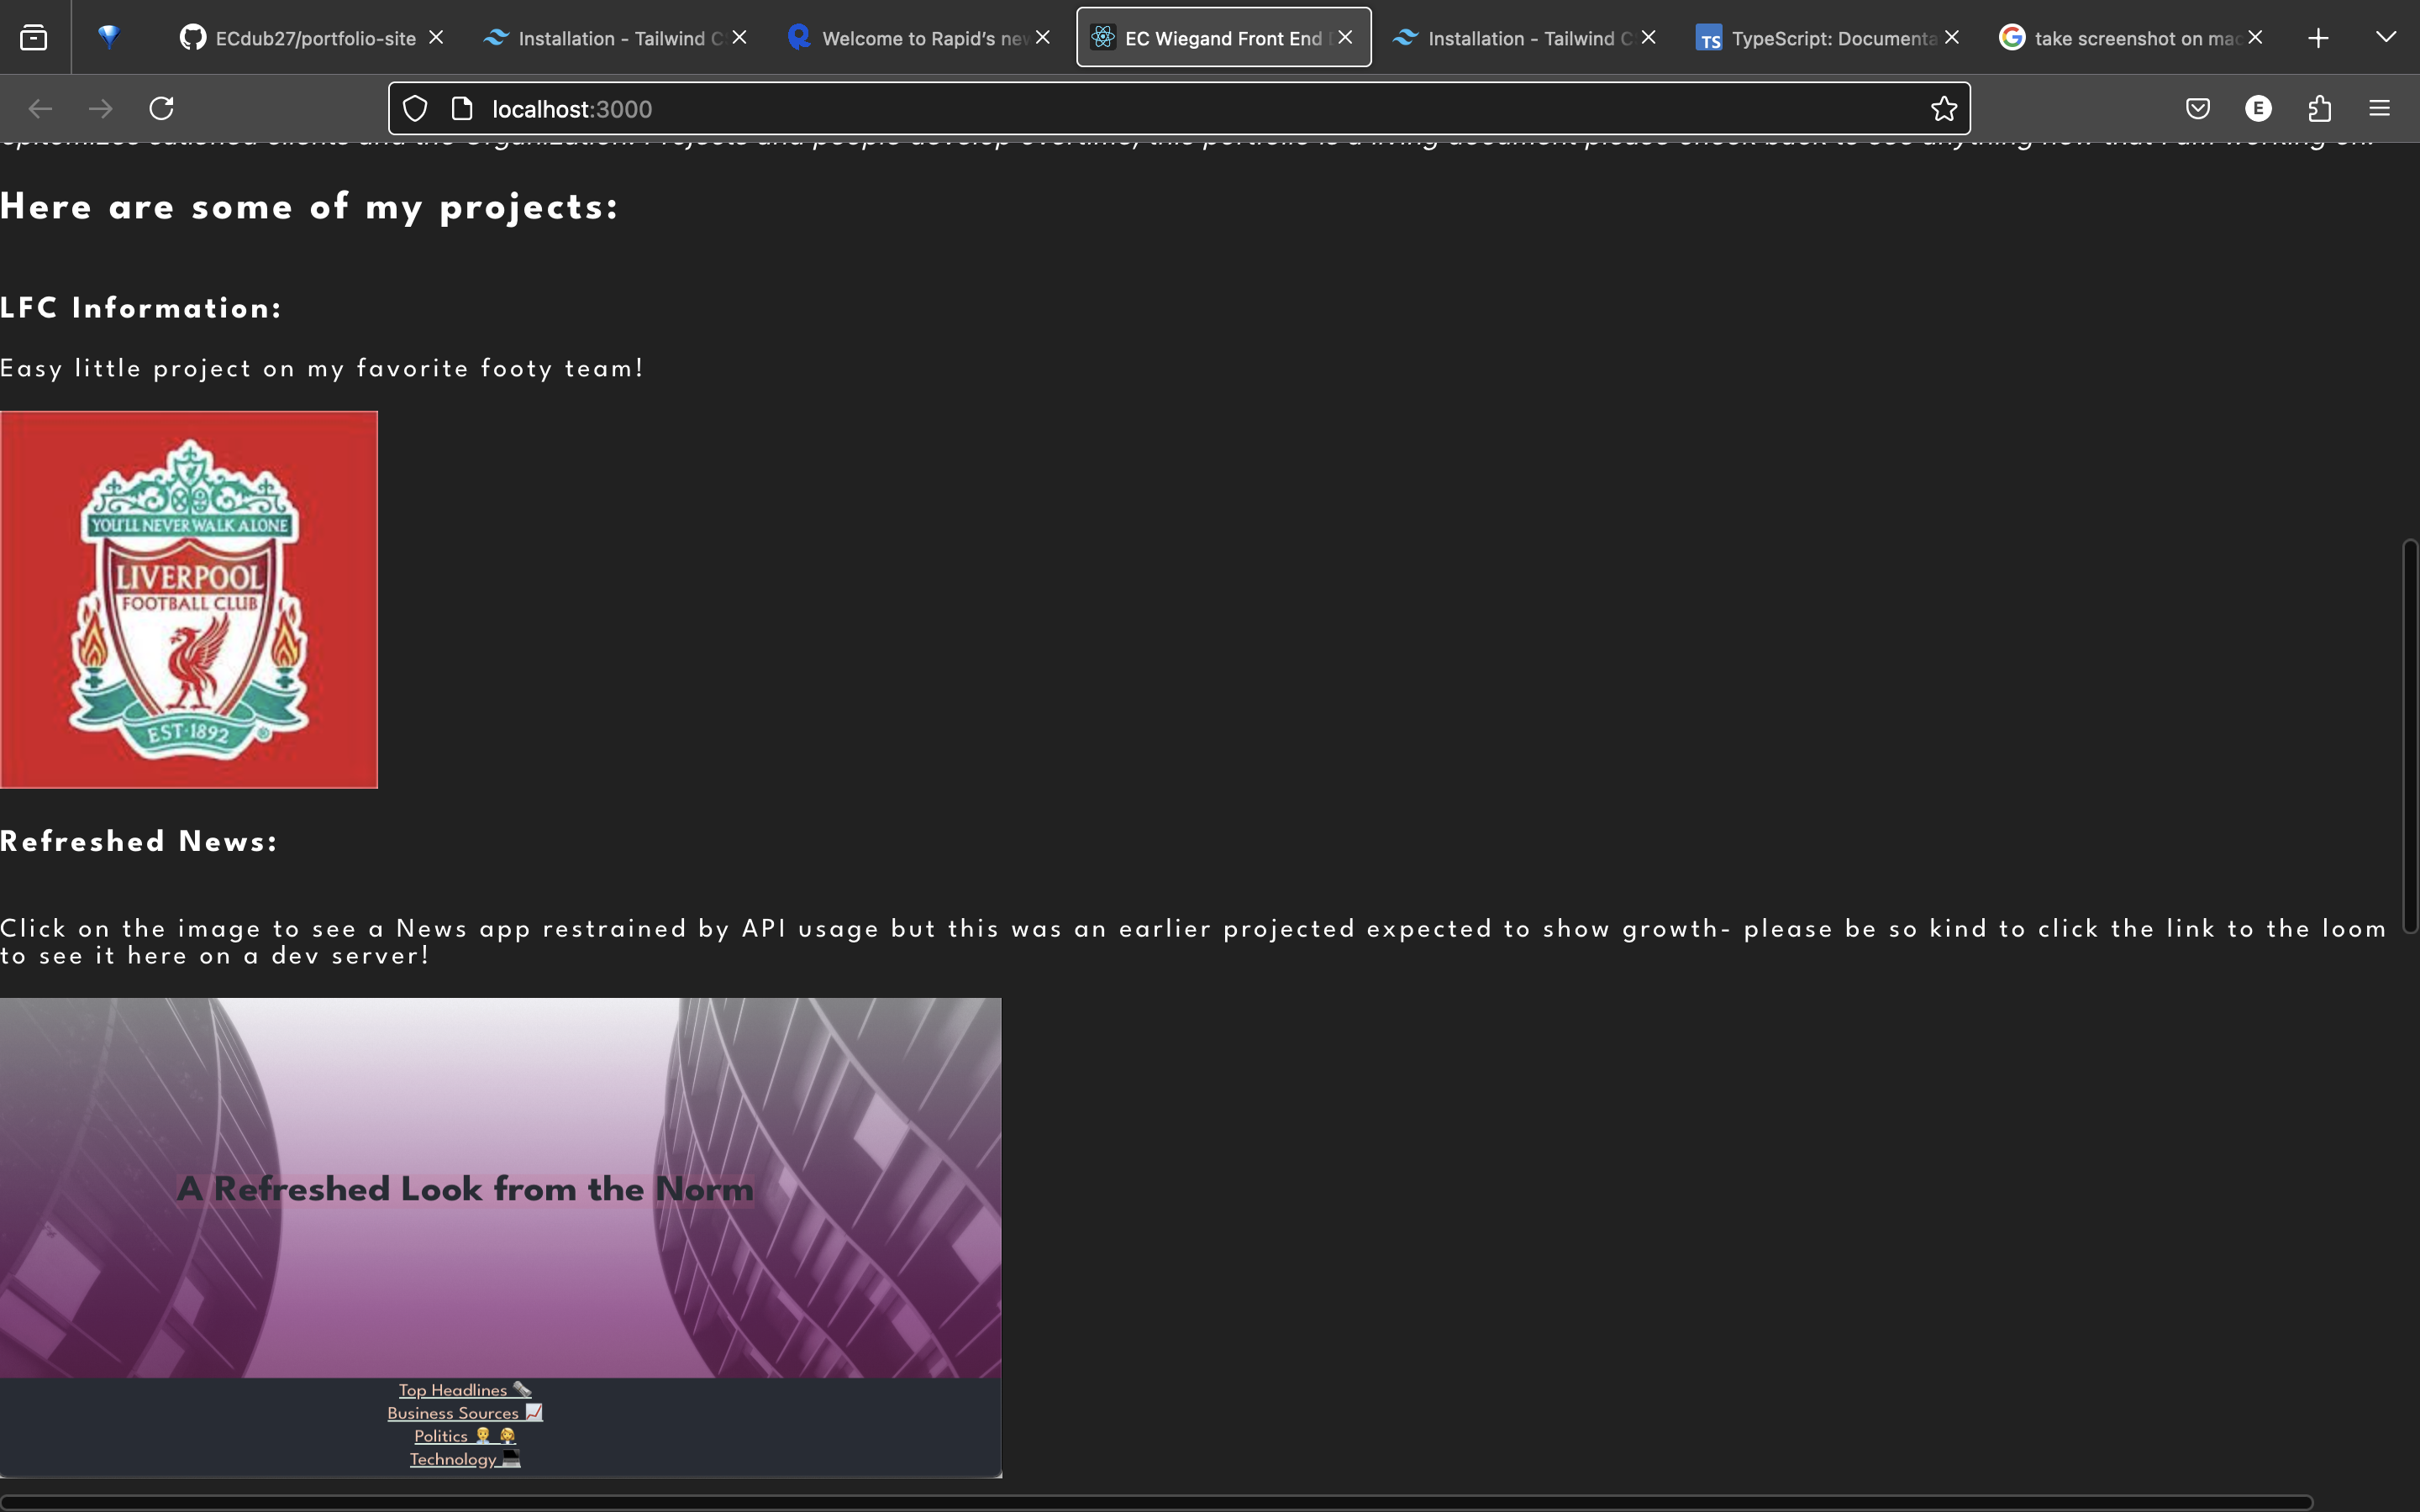 ECdub27/portfolio-site
Installation - Tailwind C
Welcome to Rapid's ne
EC Wiegand Front End
Installation - Tailwind C
TypeScript: Documenta
take screenshot on mac
localhost:3000
E
TS
Here are some of my projects:
LFC Information:
Easy little project on my favorite footy team!
YOU'LL NEVER WALK ALONE
LIVERPOOL
FOOTBALL CLUB
EST·1892
®
Refreshed News:
Click on the image to see a News app restrained by API usage but this was an earlier projected expected to show growth- please be so kind to click the link to the loom
to see it here on a dev server!
A Refreshed Look from the Norm
Top Headlines 🗞️
Business Sources 📈
Politics 👨‍💼 👩‍💼
Technology 💻